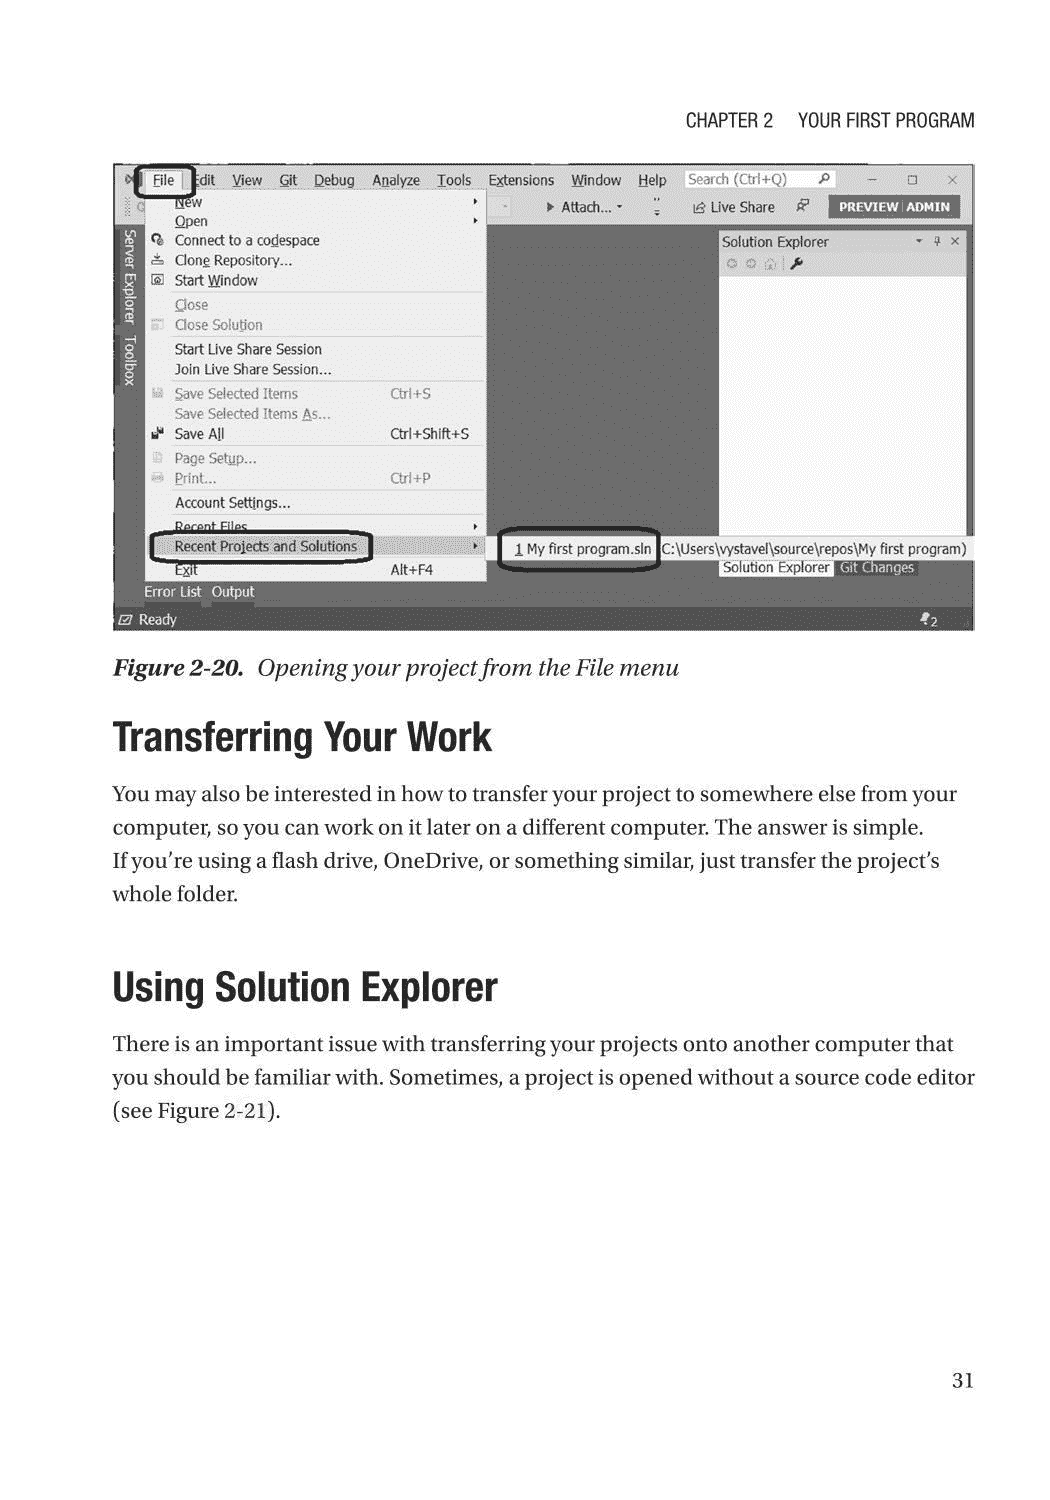 CHAPTER 2 YOUR FIRST PROGRAM
File Edit View Git Debug Analyze Tools Extensions Window Help Search (Ctrl+Q)
New
Attach... Live Share PREVIEW ADMIN
Open
Connect to a codespace
Clone Repository...
Start Window
Close
Close Solution
Start Live Share Session
Join Live Share Session...
Save Selected Items Ctrl+S
Save Selected Items As...
Save All Ctrl+Shift+S
Page Setup...
Print... Ctrl+P
Account Settings...
Recent Files
Recent Projects and Solutions
Exit Alt+F4
1 My first program.sln C:\Users\vystavel\source\repos\My first program)
Server Explorer
Toolbox
Solution Explorer
Solution Explorer Git Changes
Error List Output
Ready 2
Figure 2-20. Opening your project from the File menu
Transferring Your Work
You may also be interested in how to transfer your project to somewhere else from your
computer, so you can work on it later on a different computer. The answer is simple.
If you're using a flash drive, OneDrive, or something similar, just transfer the project's
whole folder.
Using Solution Explorer
There is an important issue with transferring your projects onto another computer that
you should be familiar with. Sometimes, a project is opened without a source code editor
(see Figure 2-21).
31